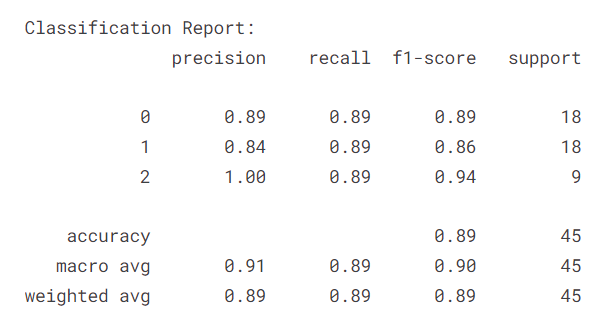 Classification Report:
precision recall f1-score support
0 0.89 0.89 0.89 18
1 0.84 0.89 0.86 18
2 1.00 0.89 0.94 9
accuracy 0.89 45
macro avg 0.91 0.89 0.90 45
weighted avg 0.89 0.89 0.89 45